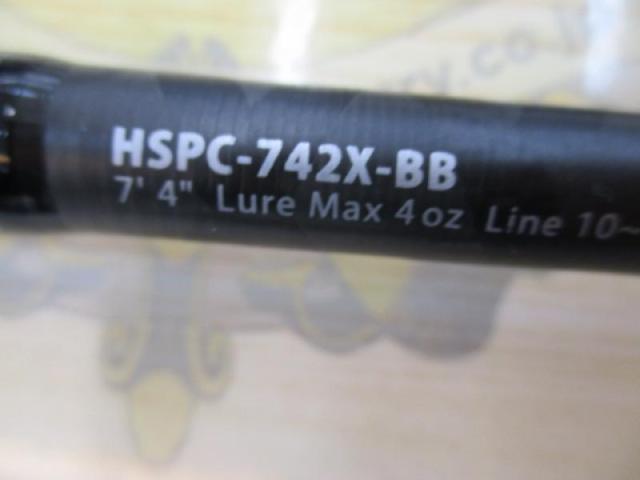 HSPC-742X-BB
7' 4" Lure Max 4oz Line 10~